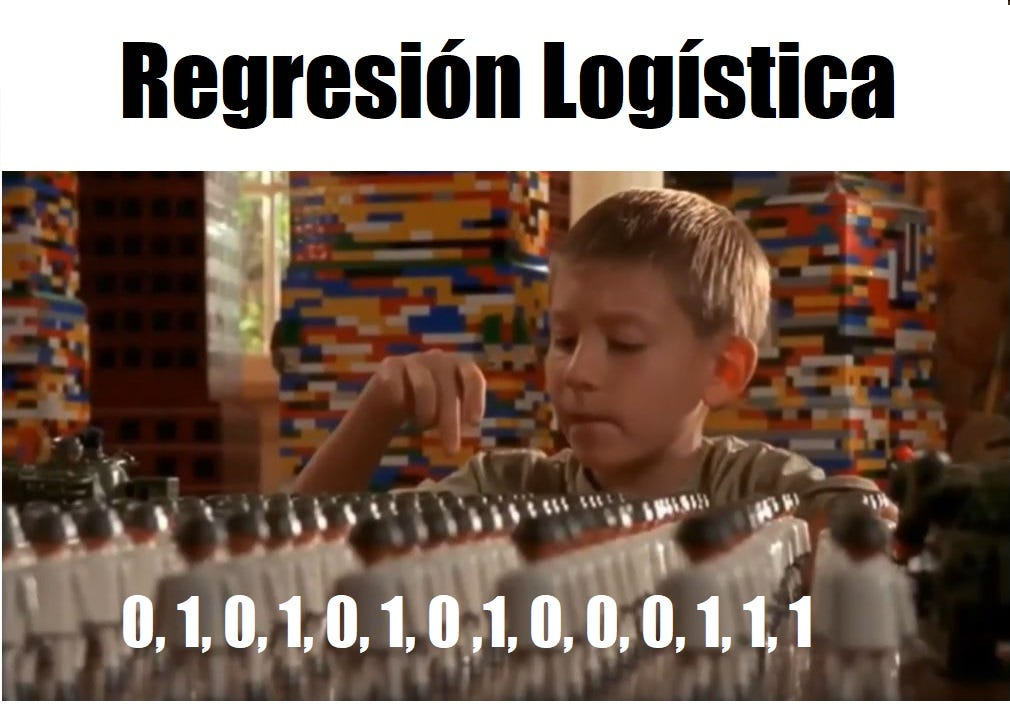 Regresión Logística
0, 1, 0, 1, 0, 1, 0 ,1, 0, 0, 0, 1, 1, 1